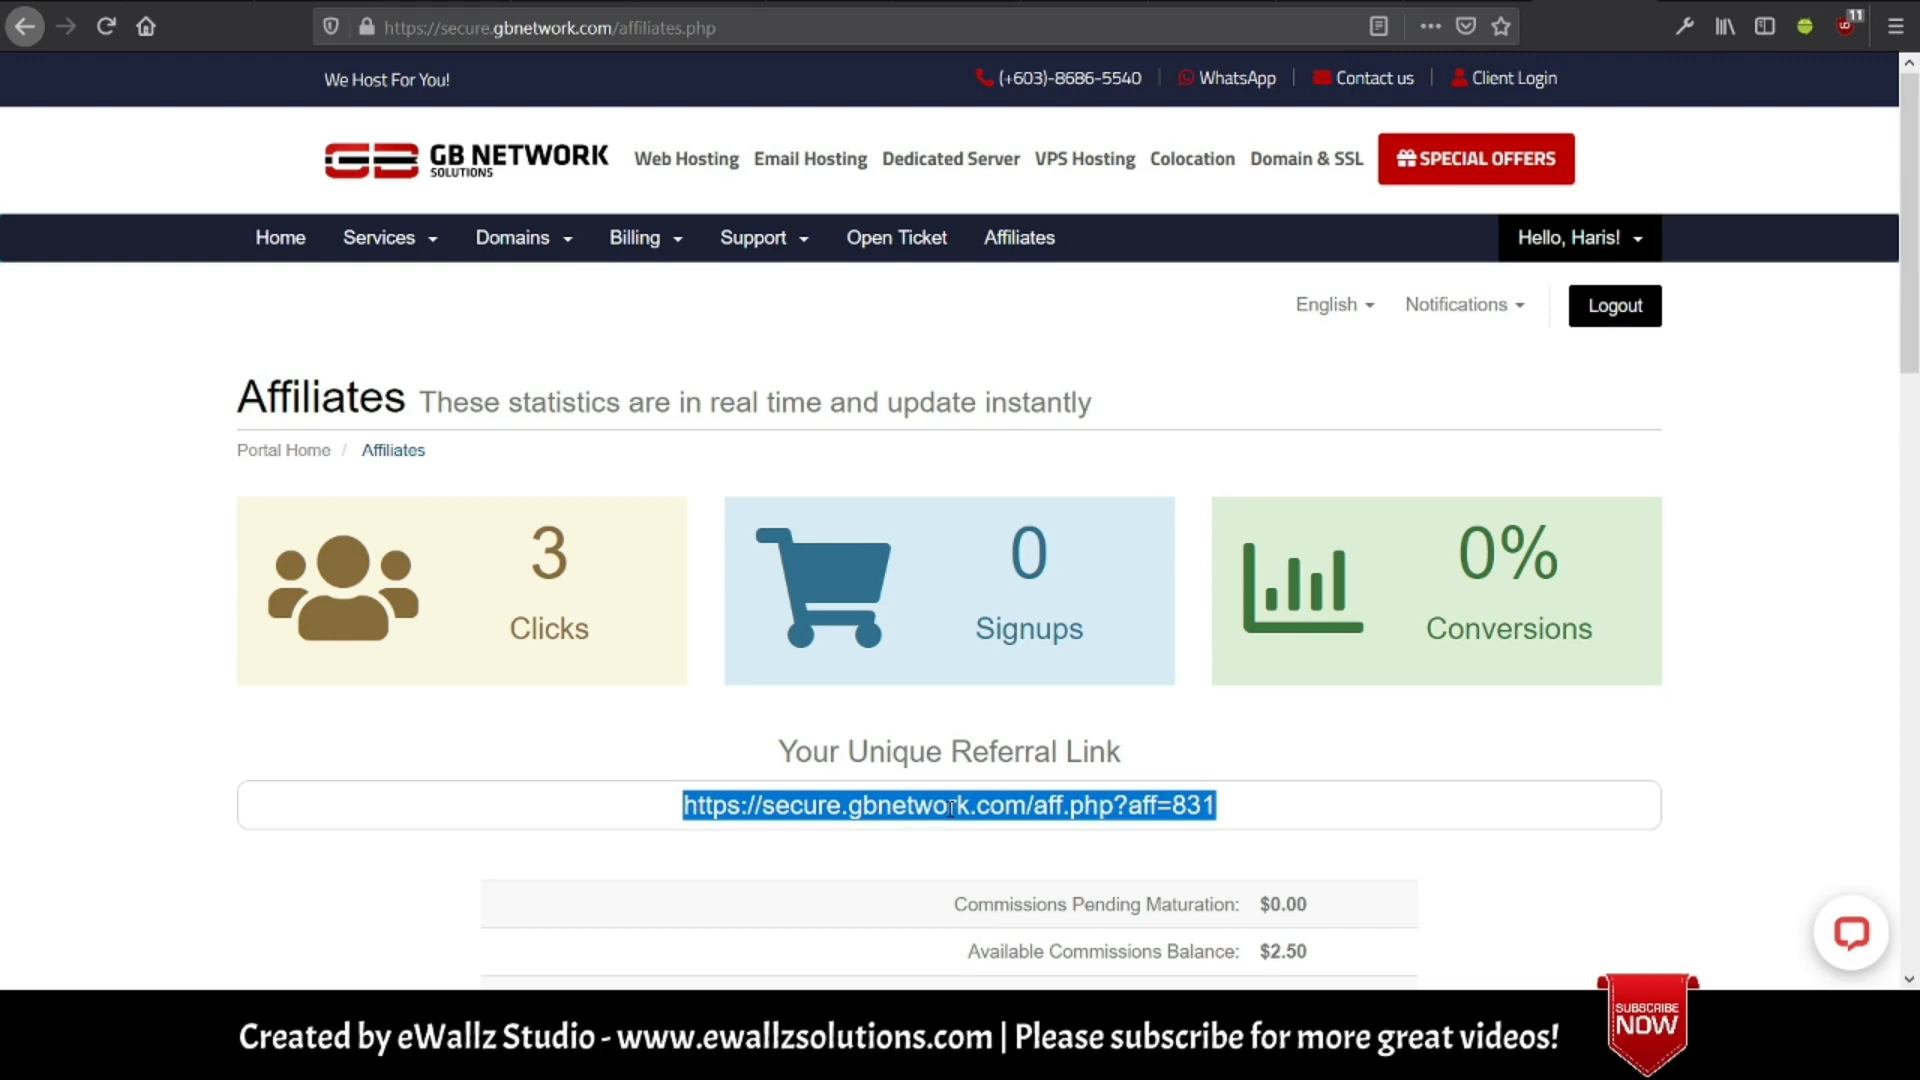 https://secure.gbnetwork.com/affiliates.php
11
We Host For You!
(+603)-8686-5540
WhatsApp
Contact us
Client Login
GB NETWORK
SOLUTIONS
Web Hosting
Email Hosting
Dedicated Server
VPS Hosting
Colocation
Domain & SSL
SPECIAL OFFERS
Home
Services
Domains
Billing
Support
Open Ticket
Affiliates
Hello, Haris!
English
Notifications
Logout
Affiliates These statistics are in real time and update instantly
Portal Home / Affiliates
3
Clicks
0
Signups
0%
Conversions
Your Unique Referral Link
https://secure.gbnetwork.com/aff.php?aff=831
Commissions Pending Maturation: $0.00
Available Commissions Balance: $2.50
Created by eWallz Studio - www.ewallzsolutions.com | Please subscribe for more great videos!
SUBSCRIBE
NOW